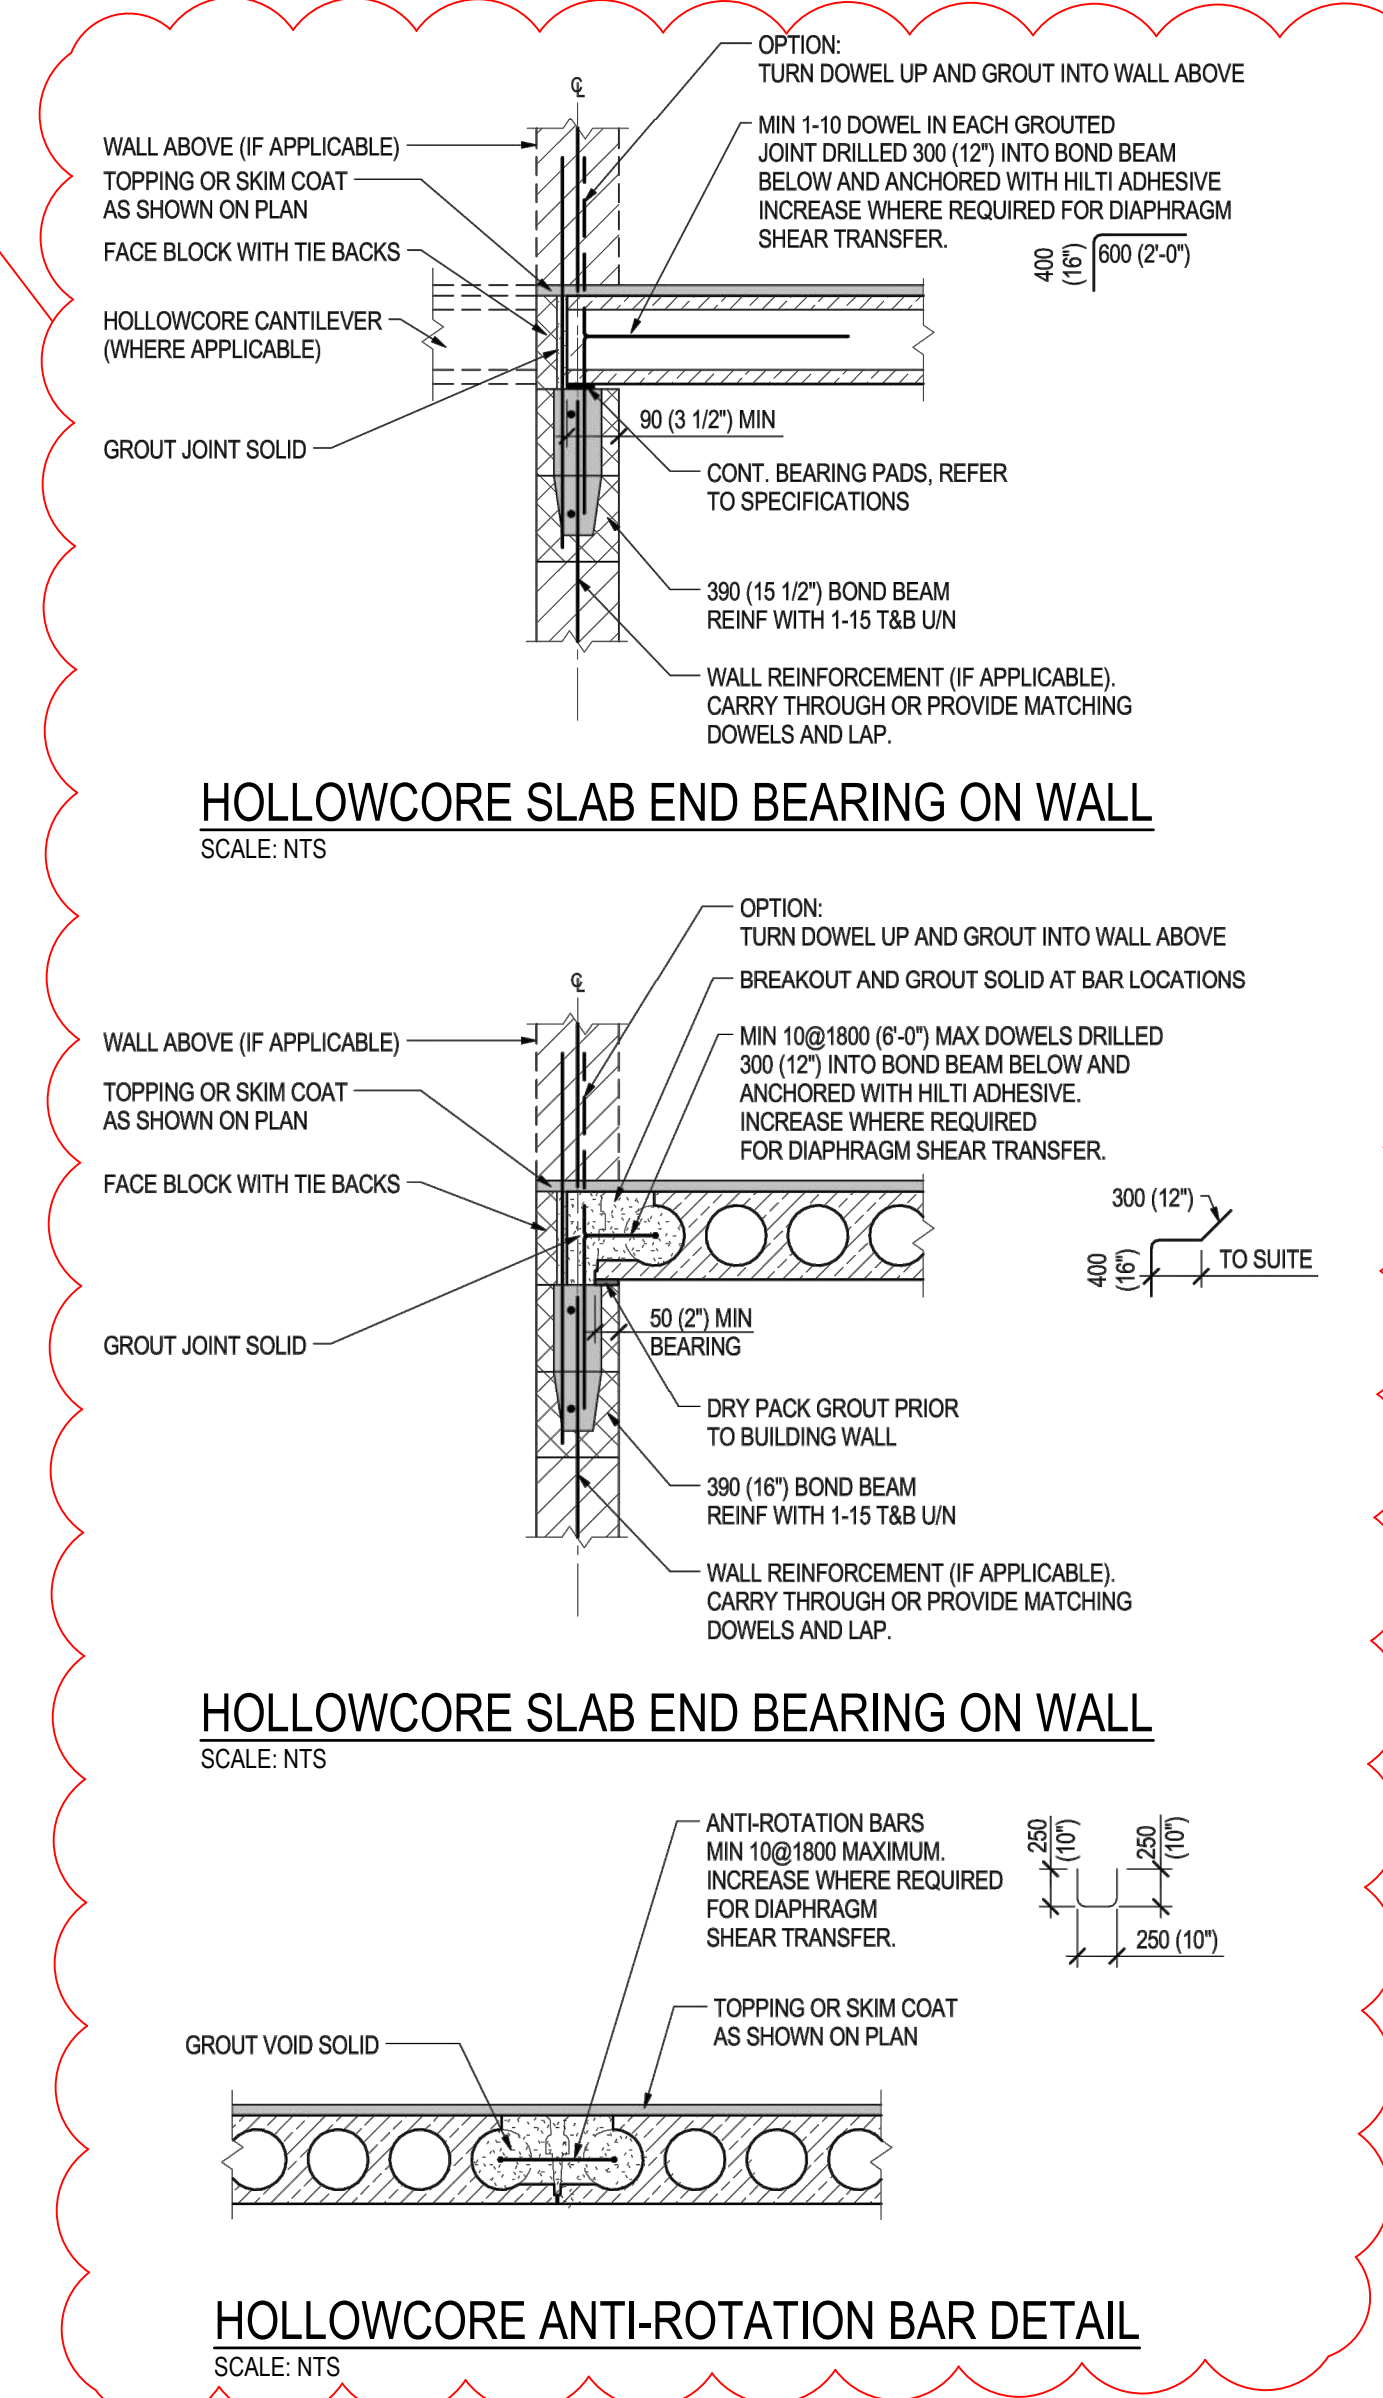 OPTION:
TURN DOWEL UP AND GROUT INTO WALL ABOVE
℄
MIN 1-10 DOWEL IN EACH GROUTED
JOINT DRILLED 300 (12") INTO BOND BEAM
BELOW AND ANCHORED WITH HILTI ADHESIVE
INCREASE WHERE REQUIRED FOR DIAPHRAGM
SHEAR TRANSFER.
400
(16")
600 (2'-0")
WALL ABOVE (IF APPLICABLE)
TOPPING OR SKIM COAT
AS SHOWN ON PLAN
FACE BLOCK WITH TIE BACKS
HOLLOWCORE CANTILEVER
(WHERE APPLICABLE)
GROUT JOINT SOLID
90 (3 1/2") MIN
CONT. BEARING PADS, REFER
TO SPECIFICATIONS
390 (15 1/2") BOND BEAM
REINF WITH 1-15 T&B U/N
WALL REINFORCEMENT (IF APPLICABLE).
CARRY THROUGH OR PROVIDE MATCHING
DOWELS AND LAP.
HOLLOWCORE SLAB END BEARING ON WALL
SCALE: NTS
OPTION:
TURN DOWEL UP AND GROUT INTO WALL ABOVE
℄
BREAKOUT AND GROUT SOLID AT BAR LOCATIONS
MIN 10@1800 (6'-0") MAX DOWELS DRILLED
300 (12") INTO BOND BEAM BELOW AND
ANCHORED WITH HILTI ADHESIVE.
INCREASE WHERE REQUIRED
FOR DIAPHRAGM SHEAR TRANSFER.
WALL ABOVE (IF APPLICABLE)
TOPPING OR SKIM COAT
AS SHOWN ON PLAN
FACE BLOCK WITH TIE BACKS
300 (12")
400
(16")
TO SUITE
GROUT JOINT SOLID
50 (2") MIN
BEARING
DRY PACK GROUT PRIOR
TO BUILDING WALL
390 (16") BOND BEAM
REINF WITH 1-15 T&B U/N
WALL REINFORCEMENT (IF APPLICABLE).
CARRY THROUGH OR PROVIDE MATCHING
DOWELS AND LAP.
HOLLOWCORE SLAB END BEARING ON WALL
SCALE: NTS
ANTI-ROTATION BARS
MIN 10@1800 MAXIMUM.
INCREASE WHERE REQUIRED
FOR DIAPHRAGM
SHEAR TRANSFER.
250
(10")
250
(10")
250 (10")
TOPPING OR SKIM COAT
AS SHOWN ON PLAN
GROUT VOID SOLID
HOLLOWCORE ANTI-ROTATION BAR DETAIL
SCALE: NTS